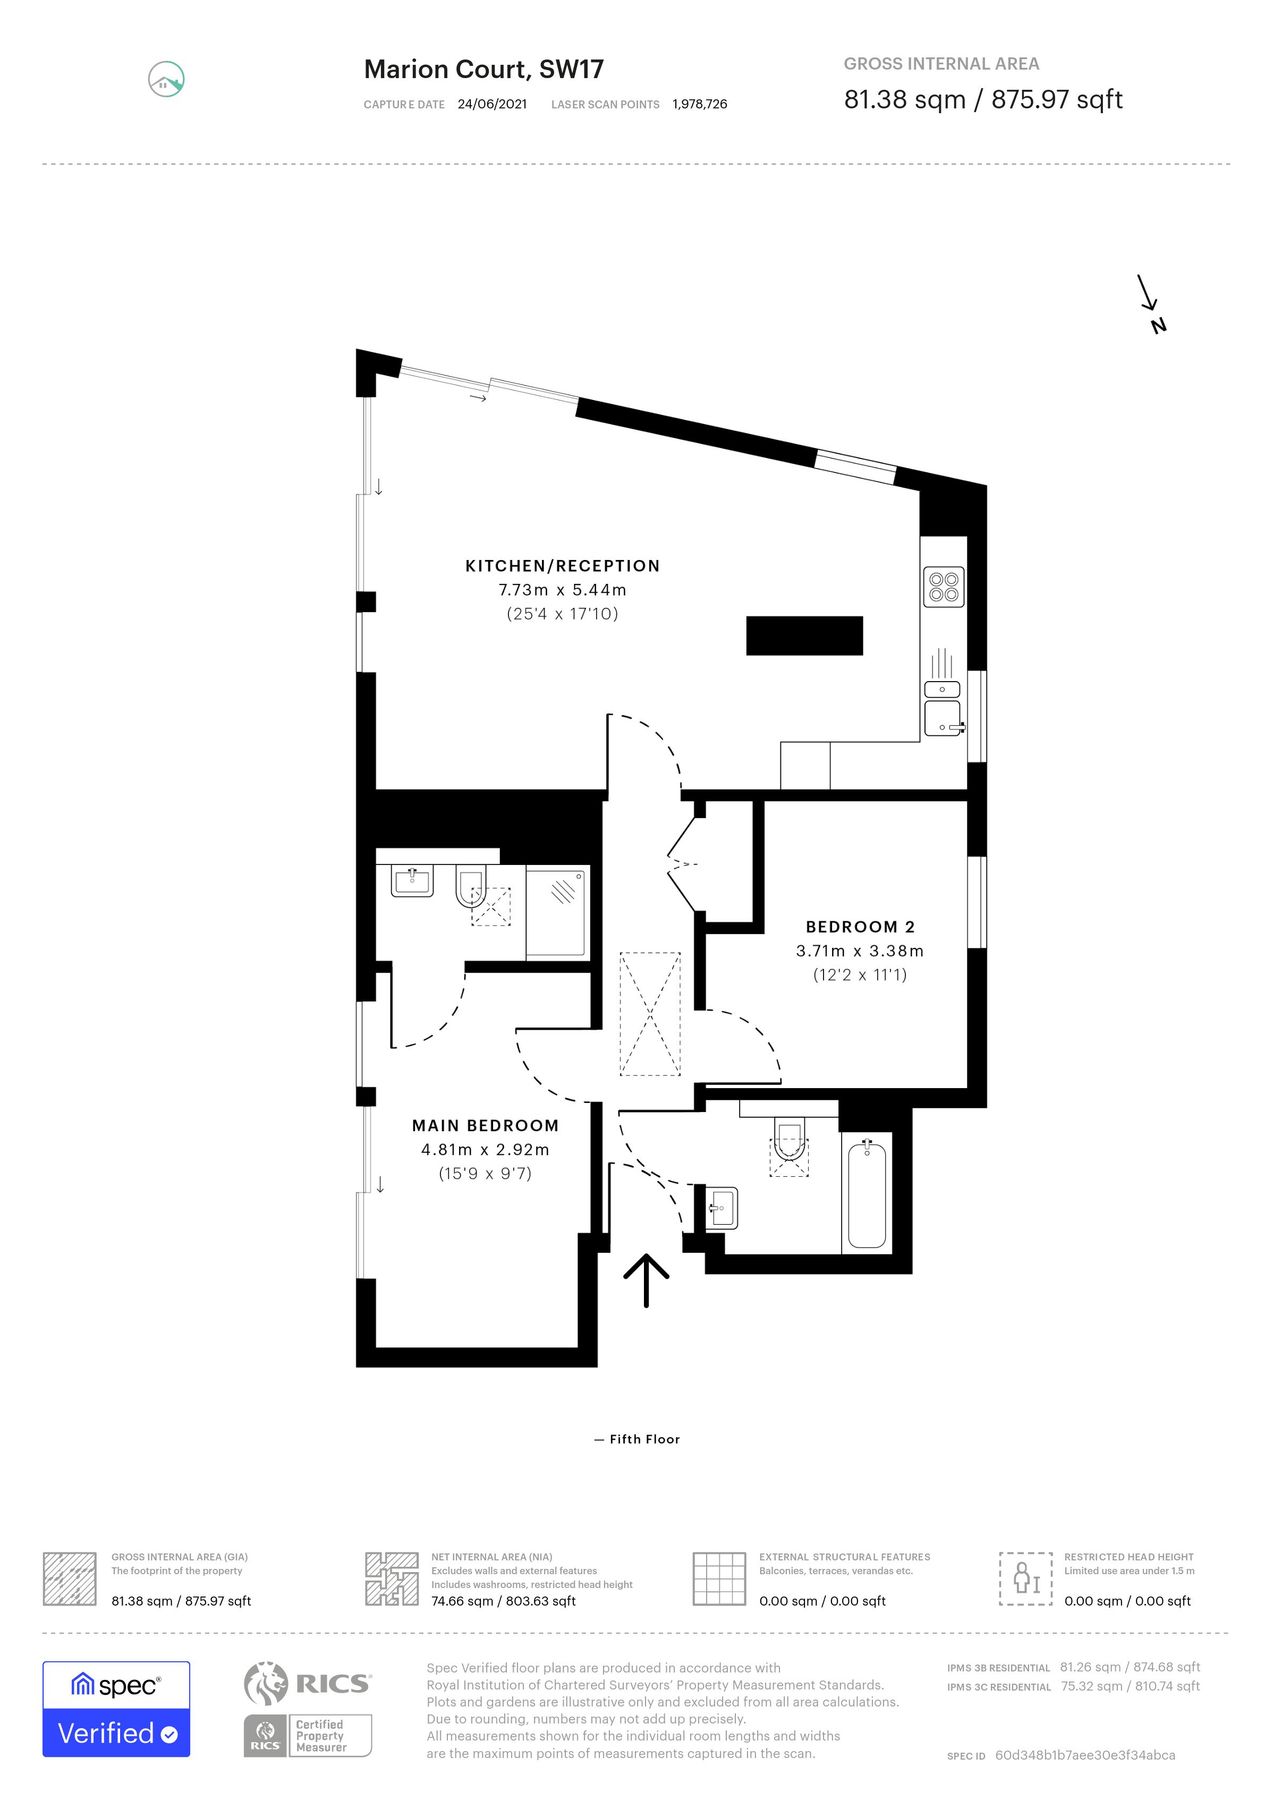 Marion Court, SW17
CAPTURE DATE 24/06/2021 LASER SCAN POINTS 1,978,726
GROSS INTERNAL AREA
81.38 sqm / 875.97 sqft
N
KITCHEN/RECEPTION
7.73m x 5.44m
(25'4 x 17'10)
BEDROOM 2
3.71m x 3.38m
(12'2 x 11'1)
MAIN BEDROOM
4.81m x 2.92m
(15'9 x 9'7)
— Fifth Floor
GROSS INTERNAL AREA (GIA)
The footprint of the property
81.38 sqm / 875.97 sqft
NET INTERNAL AREA (NIA)
Excludes walls and external features
Includes washrooms, restricted head height
74.66 sqm / 803.63 sqft
EXTERNAL STRUCTURAL FEATURES
Balconies, terraces, verandas etc.
0.00 sqm / 0.00 sqft
RESTRICTED HEAD HEIGHT
Limited use area under 1.5 m
0.00 sqm / 0.00 sqft
spec®
Verified
RICS
RICS
Certified
Property
Measurer
Spec Verified floor plans are produced in accordance with
Royal Institution of Chartered Surveyors' Property Measurement Standards.
Plots and gardens are illustrative only and excluded from all area calculations.
Due to rounding, numbers may not add up precisely.
All measurements shown for the individual room lengths and widths
are the maximum points of measurements captured in the scan.
IPMS 3B RESIDENTIAL 81.26 sqm / 874.68 sqft
IPMS 3C RESIDENTIAL 75.32 sqm / 810.74 sqft
SPEC ID 60d348b1b7aee30e3f34abca